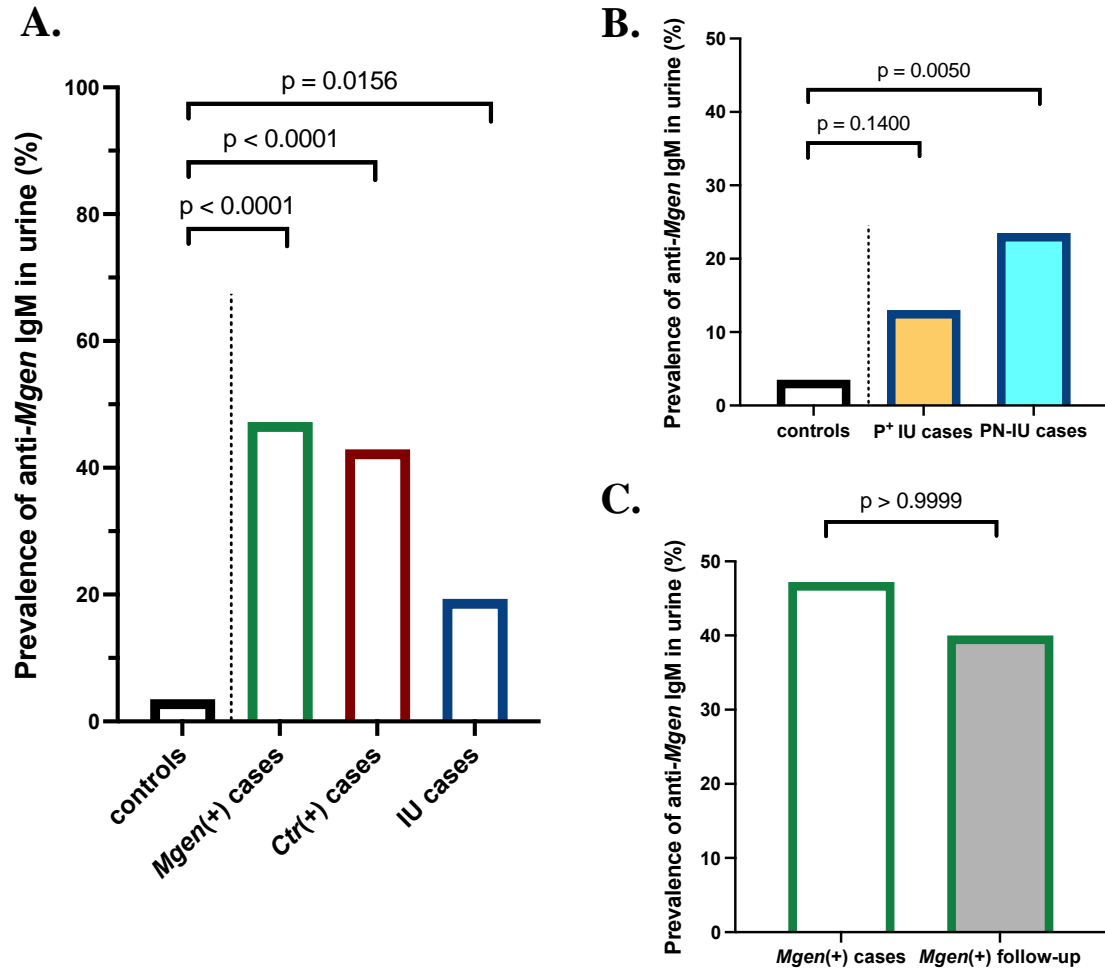 A.
Prevalence of anti-Mgen IgM in urine (%)
100
80
60
40
20
0
p = 0.0156
p < 0.0001
p < 0.0001
controls
Mgen(+) cases
Ctr(+) cases
IU cases
B.
Prevalence of anti-Mgen IgM in urine (%)
50
40
30
20
10
0
p = 0.0050
p = 0.1400
controls
P+ IU cases
PN-IU cases
C.
Prevalence of anti-Mgen IgM in urine (%)
50
40
30
20
10
0
p > 0.9999
Mgen(+) cases
Mgen(+) follow-up